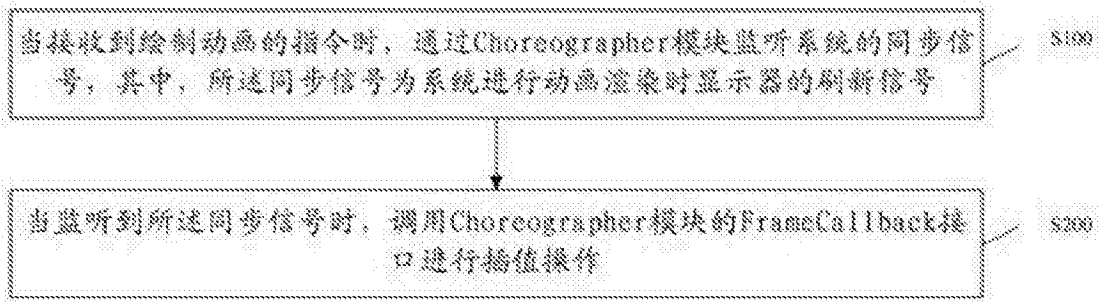 当接收到绘制动画的指令时，通过Choreographer模块监听系统的同步信
号，其中，所述同步信号为系统进行动画渲染时显示器的刷新信号
S100
当监听到所述同步信号时，调用Choreographer模块的FrameCallback接
口进行插值操作
S200